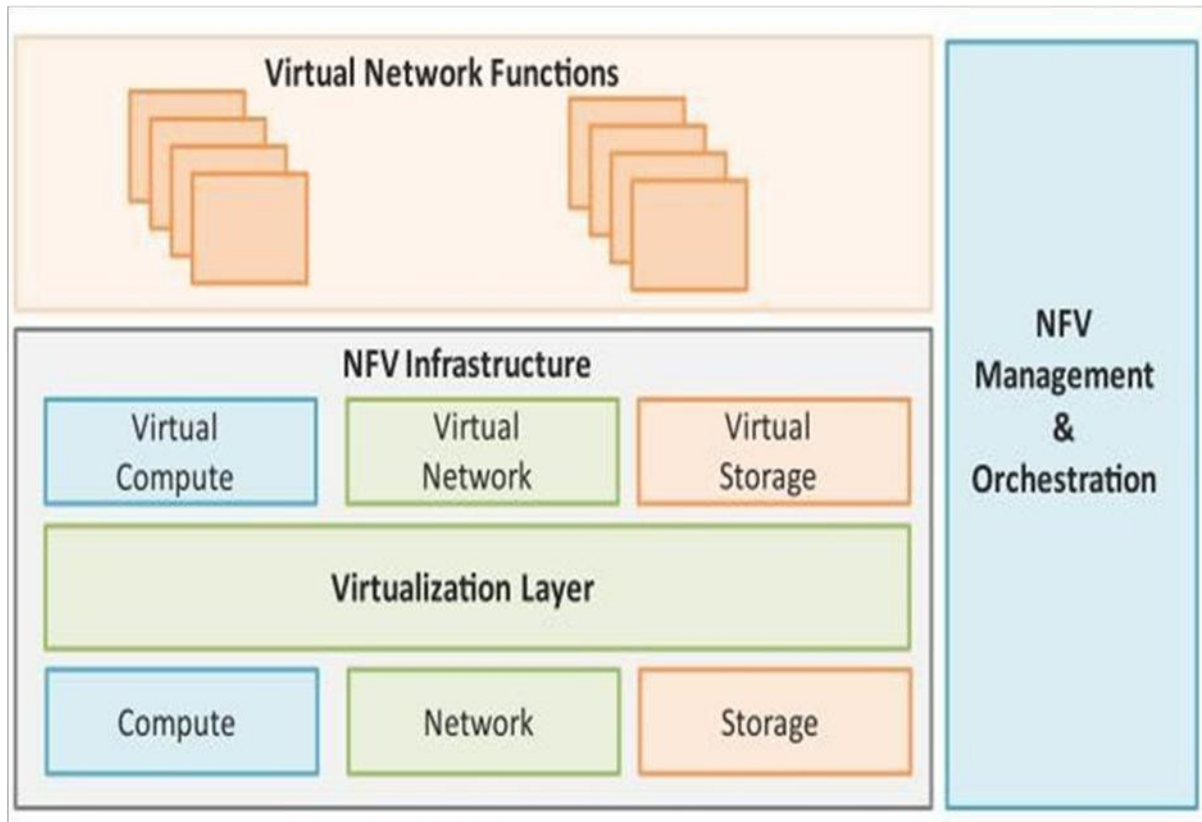 Virtual Network Functions
NFV Infrastructure
Virtual
Compute
Virtual
Network
Virtual
Storage
Virtualization Layer
Compute
Network
Storage
NFV
Management
&
Orchestration